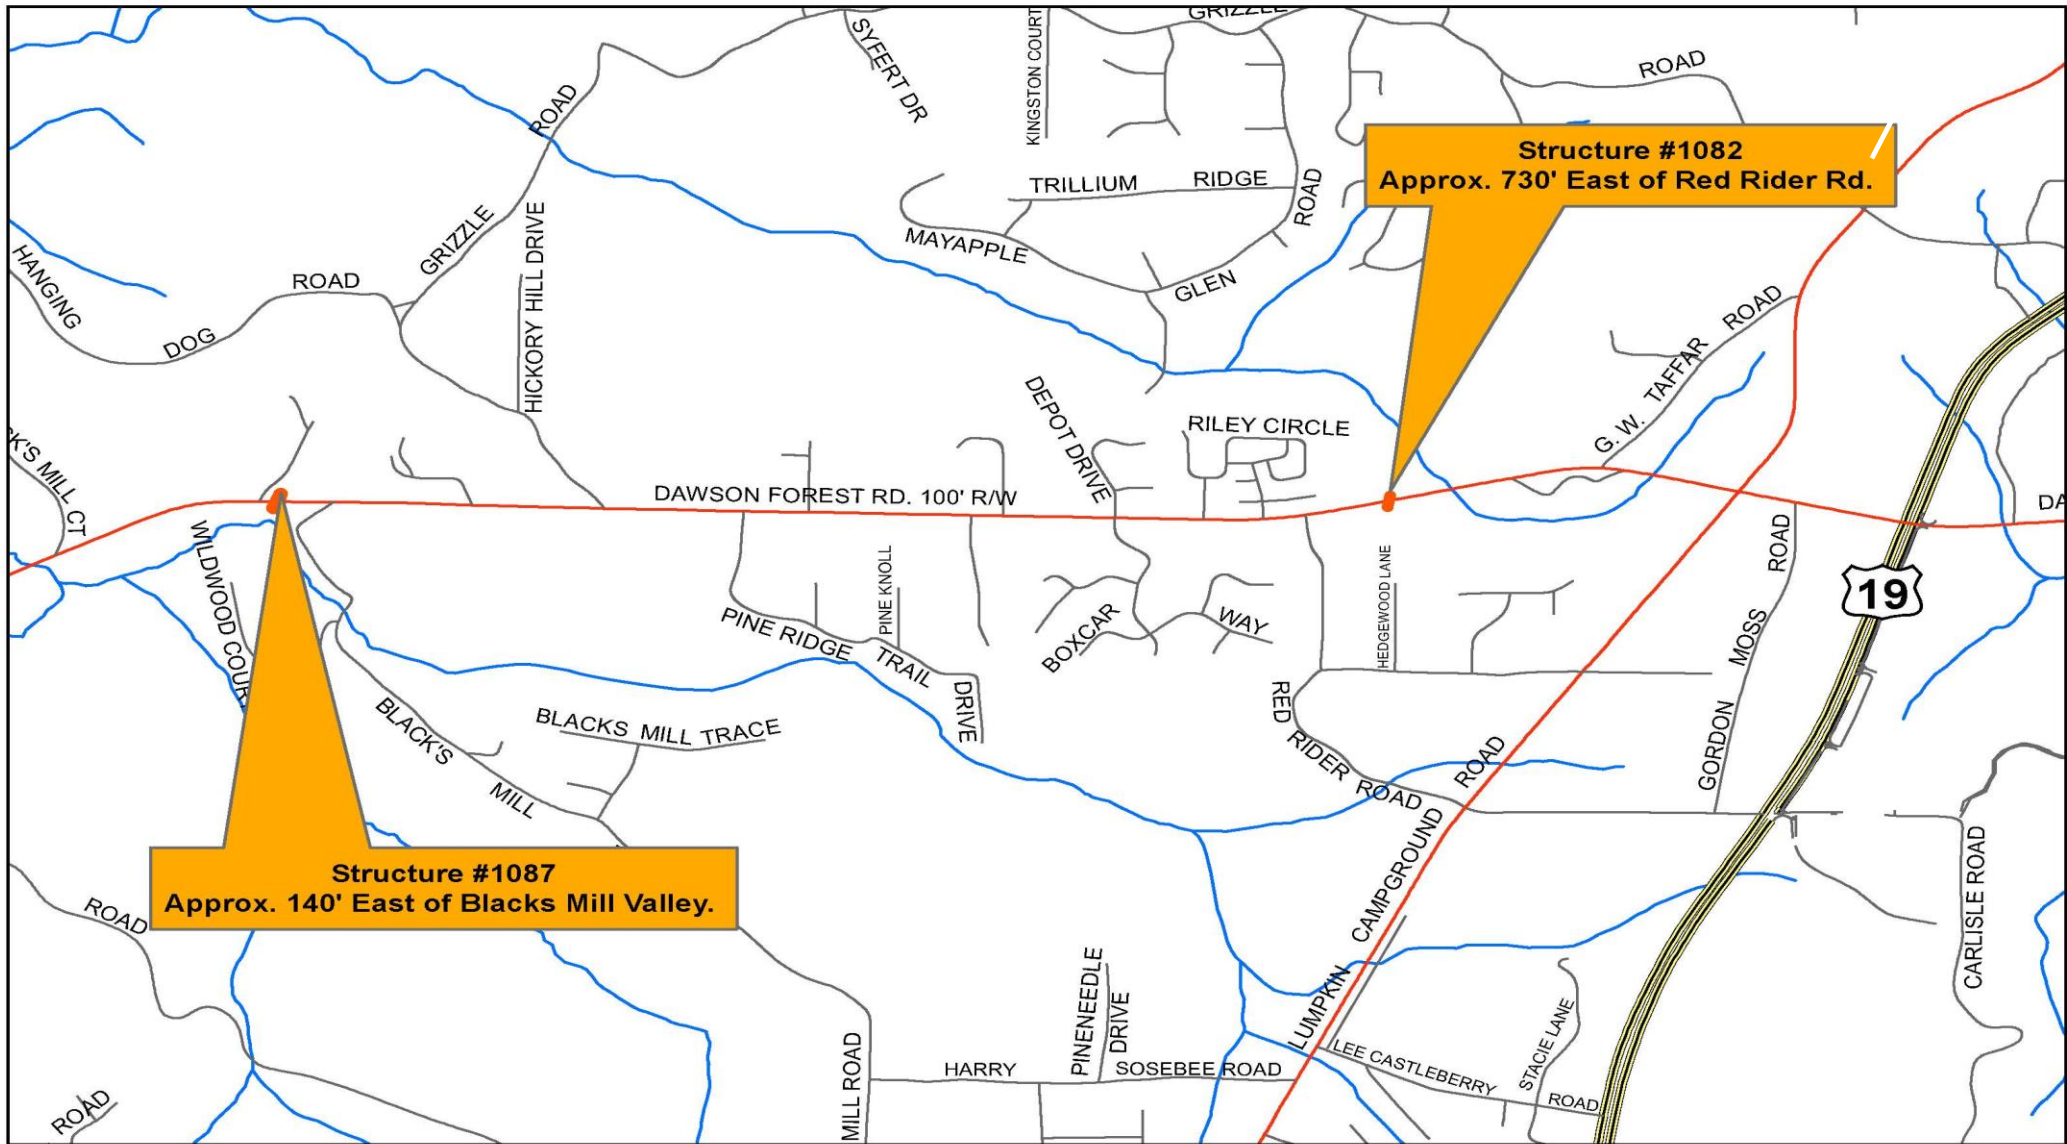 GRIZZLE
ROAD
SYFERT DR
KINGSTON COURT
ROAD
Structure #1082
Approx. 730' East of Red Rider Rd.
TRILLIUM RIDGE
ROAD
MAYAPPLE
GLEN
GRIZZLE
HICKORY HILL DRIVE
HANGING
DOG
ROAD
G. W. TAFFAR ROAD
DEPOT DRIVE
RILEY CIRCLE
K'S MILL CT
DAWSON FOREST RD. 100' R/W
DA
WILDWOOD COURT
PINE KNOLL
PINE RIDGE TRAIL
DRIVE
BOXCAR WAY
HEDGEWOOD LANE
GORDON MOSS ROAD
19
RED RIDER ROAD
BLACK'S
MILL
BLACKS MILL TRACE
Structure #1087
Approx. 140' East of Blacks Mill Valley.
ROAD
LUMPKIN CAMPGROUND ROAD
CARLISLE ROAD
PINENEEDLE
DRIVE
MILL ROAD
HARRY SOSEBEE ROAD
LEE CASTLEBERRY ROAD
STACIE LANE
ROAD